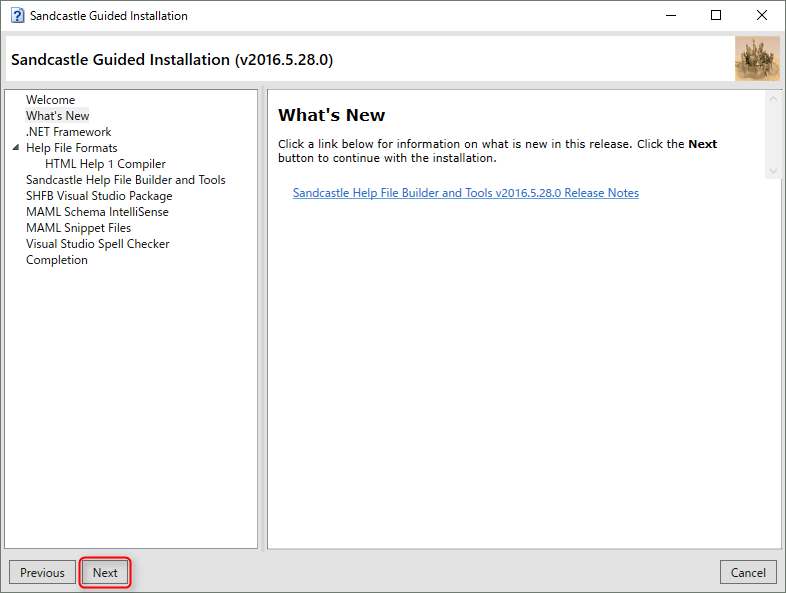 Sandcastle Guided Installation
Sandcastle Guided Installation (v2016.5.28.0)
Welcome
What's New
.NET Framework
Help File Formats
HTML Help 1 Compiler
Sandcastle Help File Builder and Tools
SHFB Visual Studio Package
MAML Schema IntelliSense
MAML Snippet Files
Visual Studio Spell Checker
Completion
What's New
Click a link below for information on what is new in this release. Click the Next
button to continue with the installation.
Sandcastle Help File Builder and Tools v2016.5.28.0 Release Notes
Previous
Next
Cancel